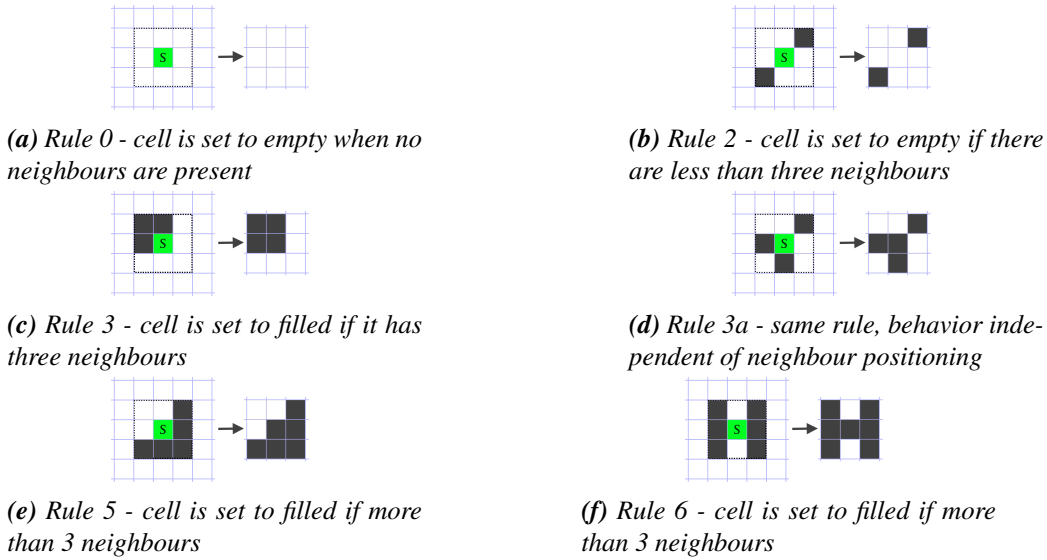 S
S
(a) Rule 0 - cell is set to empty when no
neighbours are present
(b) Rule 2 - cell is set to empty if there
are less than three neighbours
S
S
(c) Rule 3 - cell is set to filled if it has
three neighbours
(d) Rule 3a - same rule, behavior inde-
pendent of neighbour positioning
S
S
(e) Rule 5 - cell is set to filled if more
than 3 neighbours
(f) Rule 6 - cell is set to filled if more
than 3 neighbours